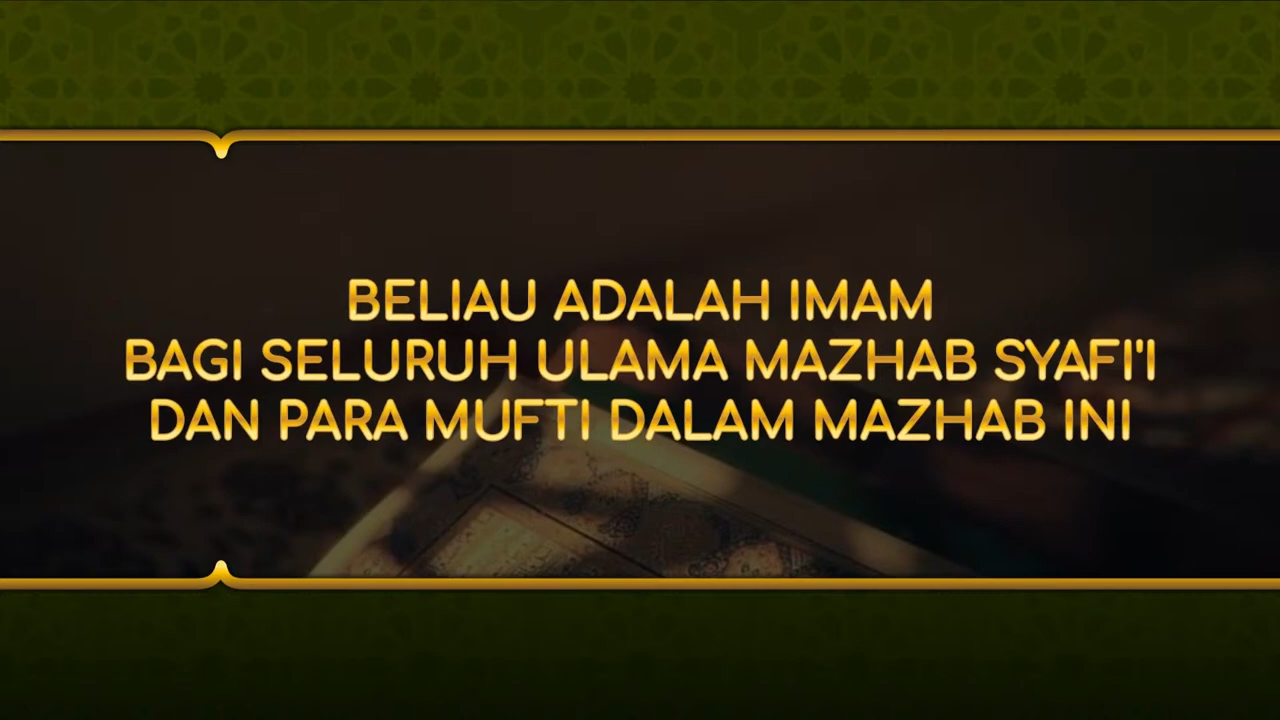 BELIAU ADALAH IMAM
BAGI SELURUH ULAMA MAZHAB SYAFI'I
DAN PARA MUFTI DALAM MAZHAB INI